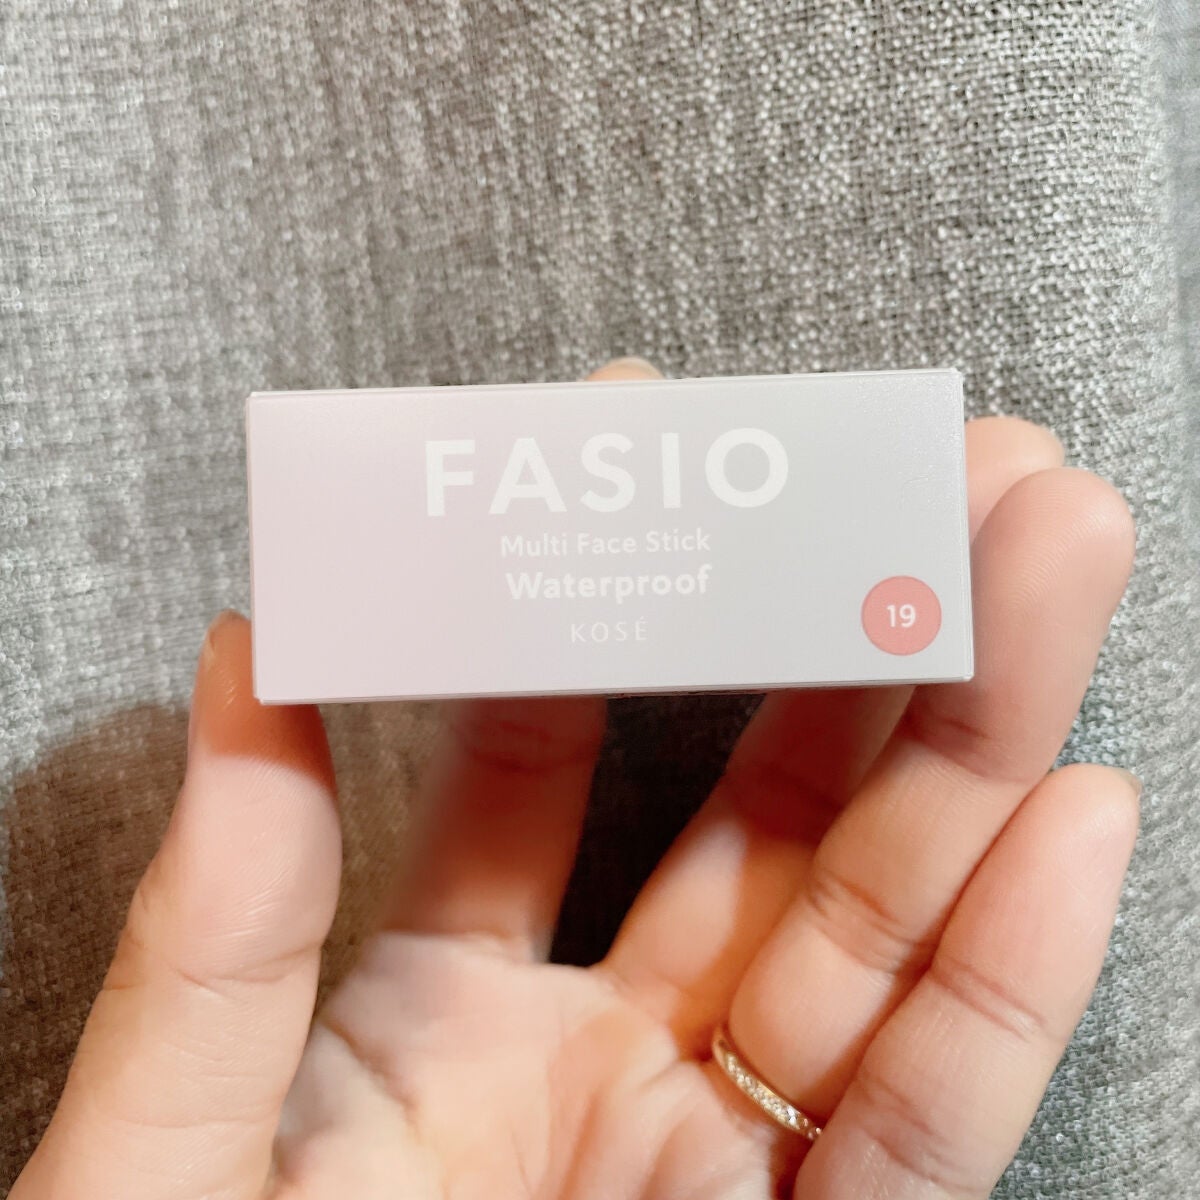 FASIO
Multi Face Stick
Waterproof
KOSÉ
19